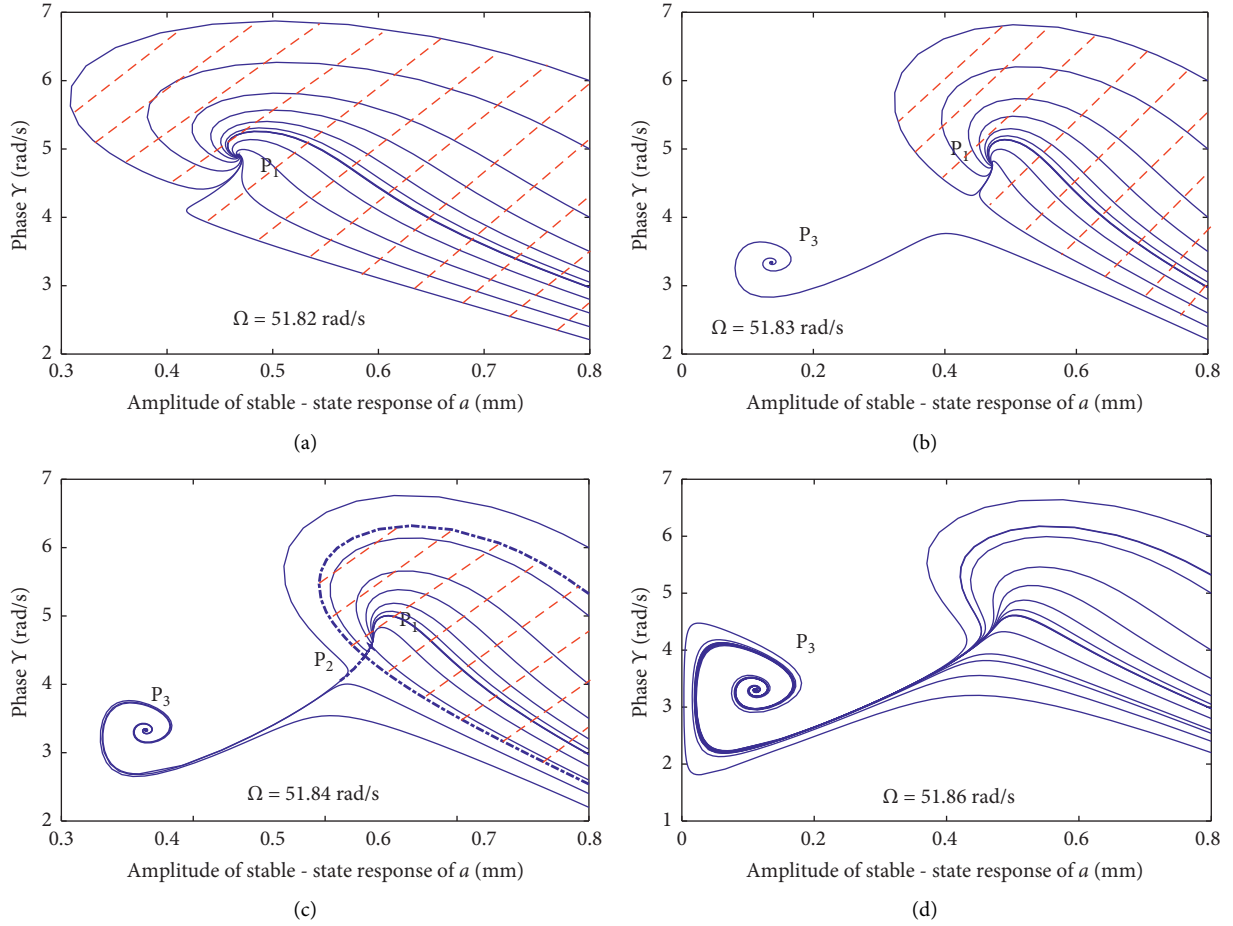 7
6
5
4
3
2
Phase ϒ (rad/s)
P1
Ω = 51.82 rad/s
0.3 0.4 0.5 0.6 0.7 0.8
Amplitude of stable - state response of a (mm)
(a)
7
6
5
4
3
2
Phase ϒ (rad/s)
P1
P3
Ω = 51.83 rad/s
0 0.2 0.4 0.6 0.8
Amplitude of stable - state response of a (mm)
(b)
7
6
5
4
3
2
Phase ϒ (rad/s)
P1
P2
P3
Ω = 51.84 rad/s
0.3 0.4 0.5 0.6 0.8
Amplitude of stable - state response of a (mm)
(c)
7
6
5
4
3
2
1
Phase ϒ (rad/s)
P3
Ω = 51.86 rad/s
0 0.2 0.4 0.6 0.8
Amplitude of stable - state response of a (mm)
(d)